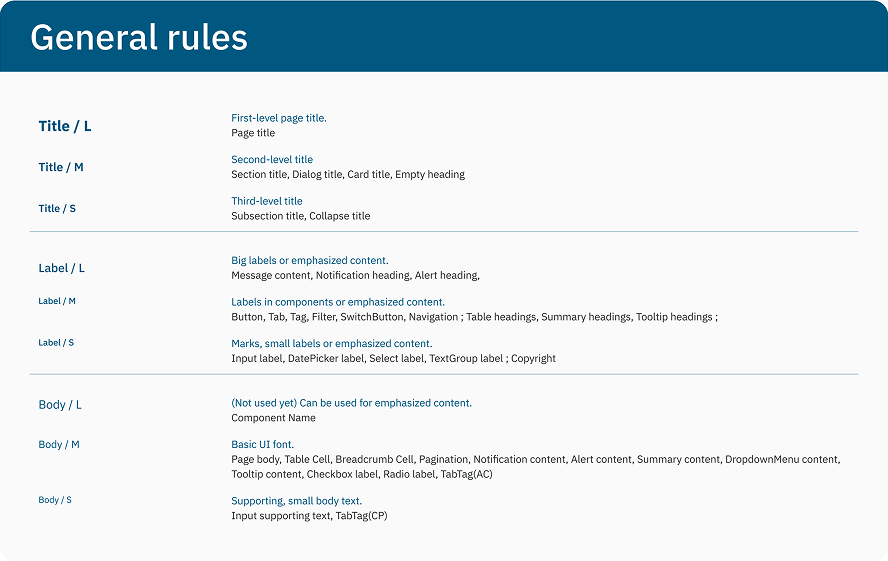 General rules
Title / L
First-level page title.
Page title
Title / M
Second-level title
Section title, Dialog title, Card title, Empty heading
Title / S
Third-level title
Subsection title, Collapse title
Label / L
Big labels or emphasized content.
Message content, Notification heading, Alert heading,
Label / M
Labels in components or emphasized content.
Button, Tab, Tag, Filter, SwitchButton, Navigation ; Table headings, Summary headings, Tooltip headings ;
Label / S
Marks, small labels or emphasized content.
Input label, DatePicker label, Select label, TextGroup label ; Copyright
Body / L
(Not used yet) Can be used for emphasized content.
Component Name
Body / M
Basic UI font.
Page body, Table Cell, Breadcrumb Cell, Pagination, Notification content, Alert content, Summary content, DropdownMenu content,
Tooltip content, Checkbox label, Radio label, TabTag(AC)
Body / S
Supporting, small body text.
Input supporting text, TabTag(CP)